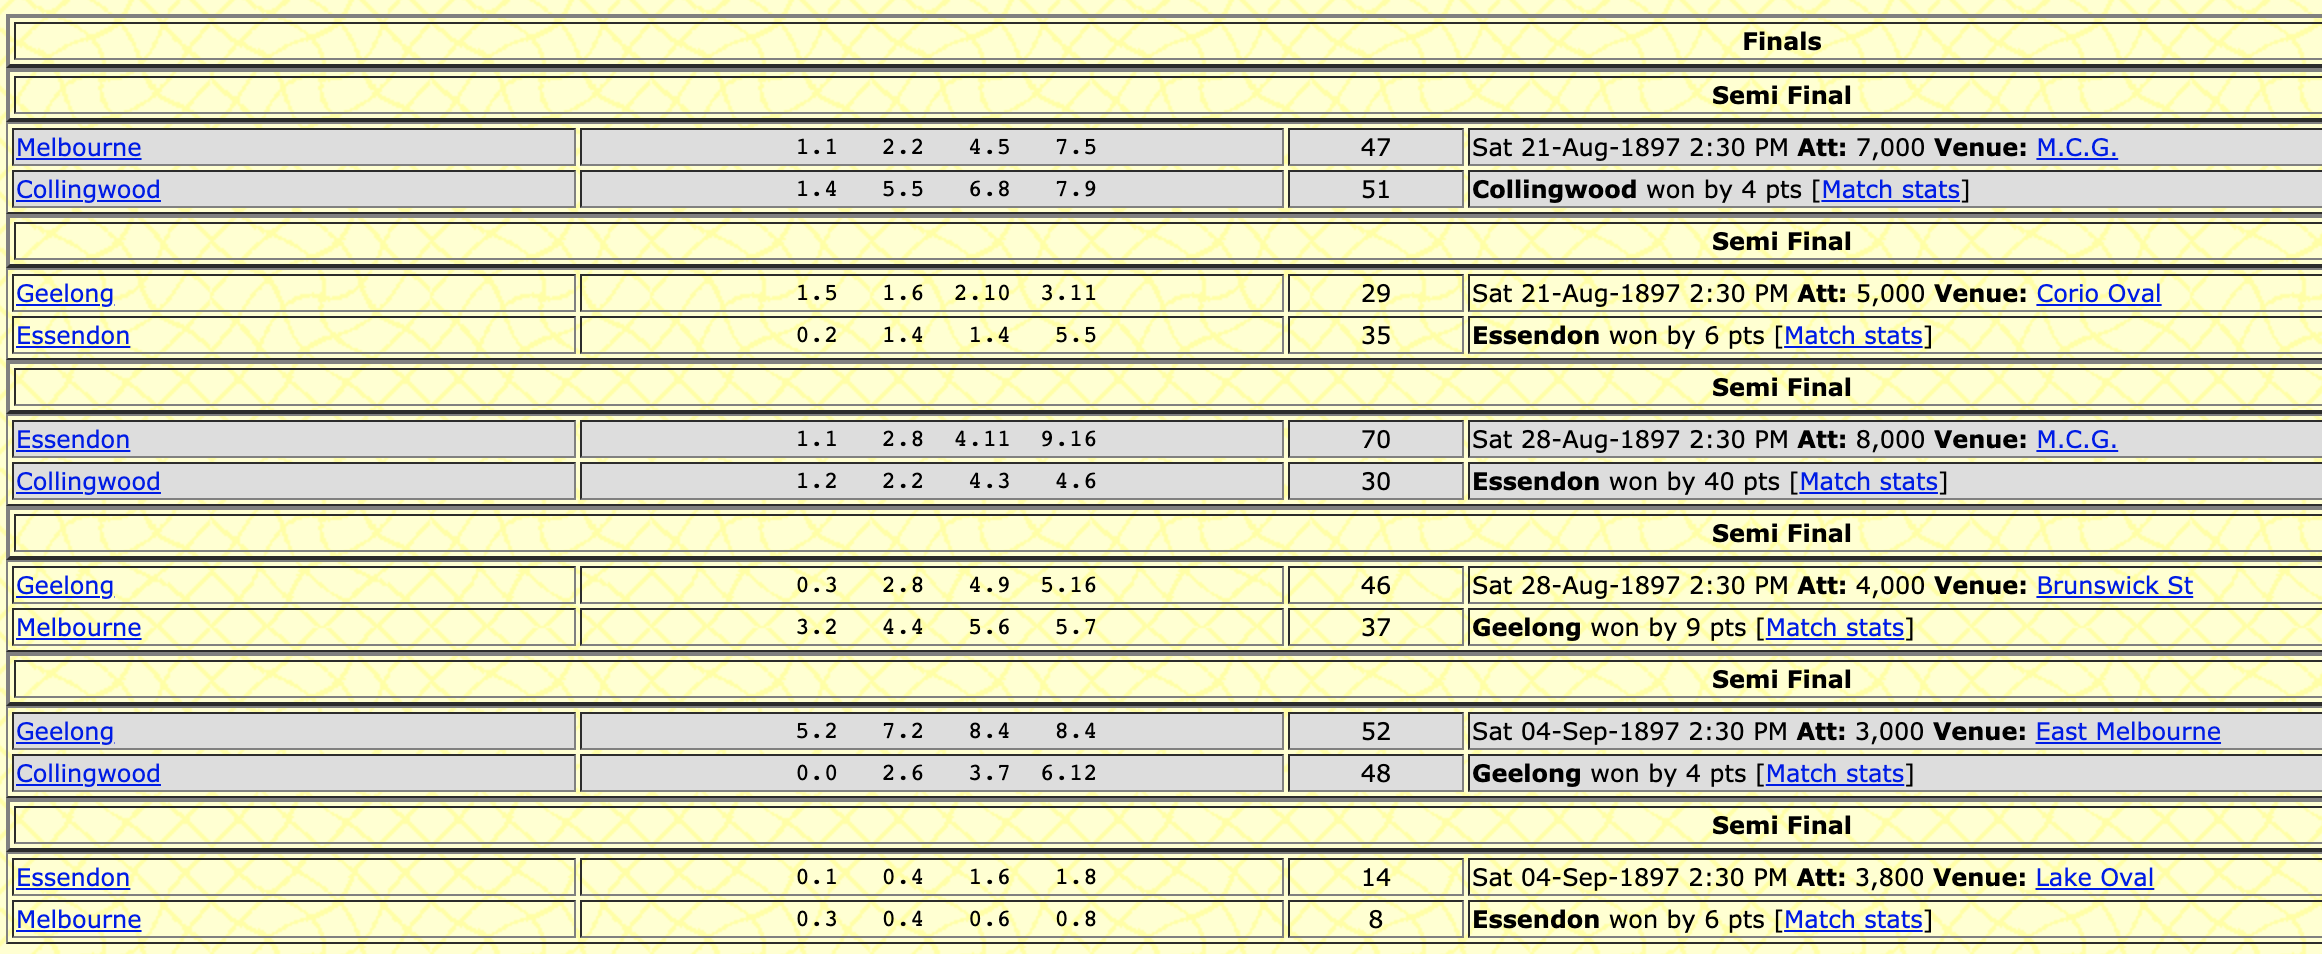 Finals
Semi Final
Melbourne 1.1 2.2 4.5 7.5 47 Sat 21-Aug-1897 2:30 PM Att: 7,000 Venue: M.C.G.
Collingwood 1.4 5.5 6.8 7.9 51 Collingwood won by 4 pts [Match stats]
Semi Final
Geelong 1.5 1.6 2.10 3.11 29 Sat 21-Aug-1897 2:30 PM Att: 5,000 Venue: Corio Oval
Essendon 0.2 1.4 1.4 5.5 35 Essendon won by 6 pts [Match stats]
Semi Final
Essendon 1.1 2.8 4.11 9.16 70 Sat 28-Aug-1897 2:30 PM Att: 8,000 Venue: M.C.G.
Collingwood 1.2 2.2 4.3 4.6 30 Essendon won by 40 pts [Match stats]
Semi Final
Geelong 0.3 2.8 4.9 5.16 46 Sat 28-Aug-1897 2:30 PM Att: 4,000 Venue: Brunswick St
Melbourne 3.2 4.4 5.6 5.7 37 Geelong won by 9 pts [Match stats]
Semi Final
Geelong 5.2 7.2 8.4 8.4 52 Sat 04-Sep-1897 2:30 PM Att: 3,000 Venue: East Melbourne
Collingwood 0.0 2.6 3.7 6.12 48 Geelong won by 4 pts [Match stats]
Semi Final
Essendon 0.1 0.4 1.6 1.8 14 Sat 04-Sep-1897 2:30 PM Att: 3,800 Venue: Lake Oval
Melbourne 0.3 0.4 0.6 0.8 8 Essendon won by 6 pts [Match stats]